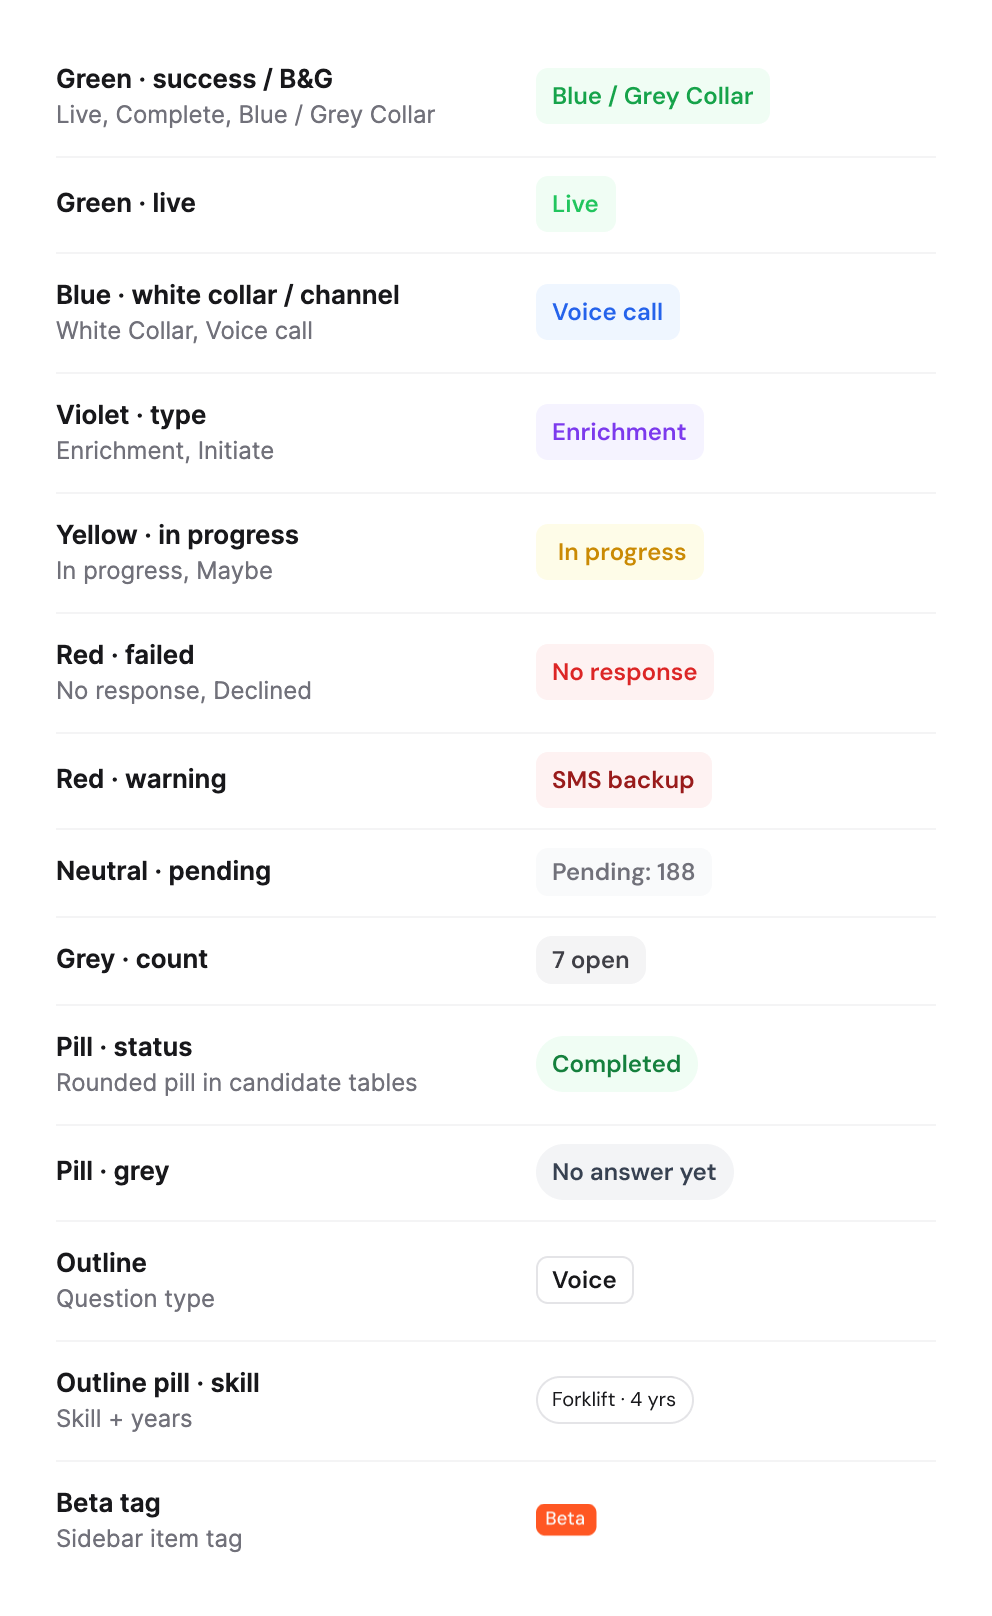 Green · success / B&G
Live, Complete, Blue / Grey Collar
Blue / Grey Collar
Green · live
Live
Blue · white collar / channel
White Collar, Voice call
Voice call
Violet · type
Enrichment, Initiate
Enrichment
Yellow · in progress
In progress, Maybe
In progress
Red · failed
No response, Declined
No response
Red · warning
SMS backup
Neutral · pending
Pending: 188
Grey · count
7 open
Pill · status
Rounded pill in candidate tables
Completed
Pill · grey
No answer yet
Outline
Question type
Voice
Outline pill · skill
Skill + years
Forklift · 4 yrs
Beta tag
Sidebar item tag
Beta